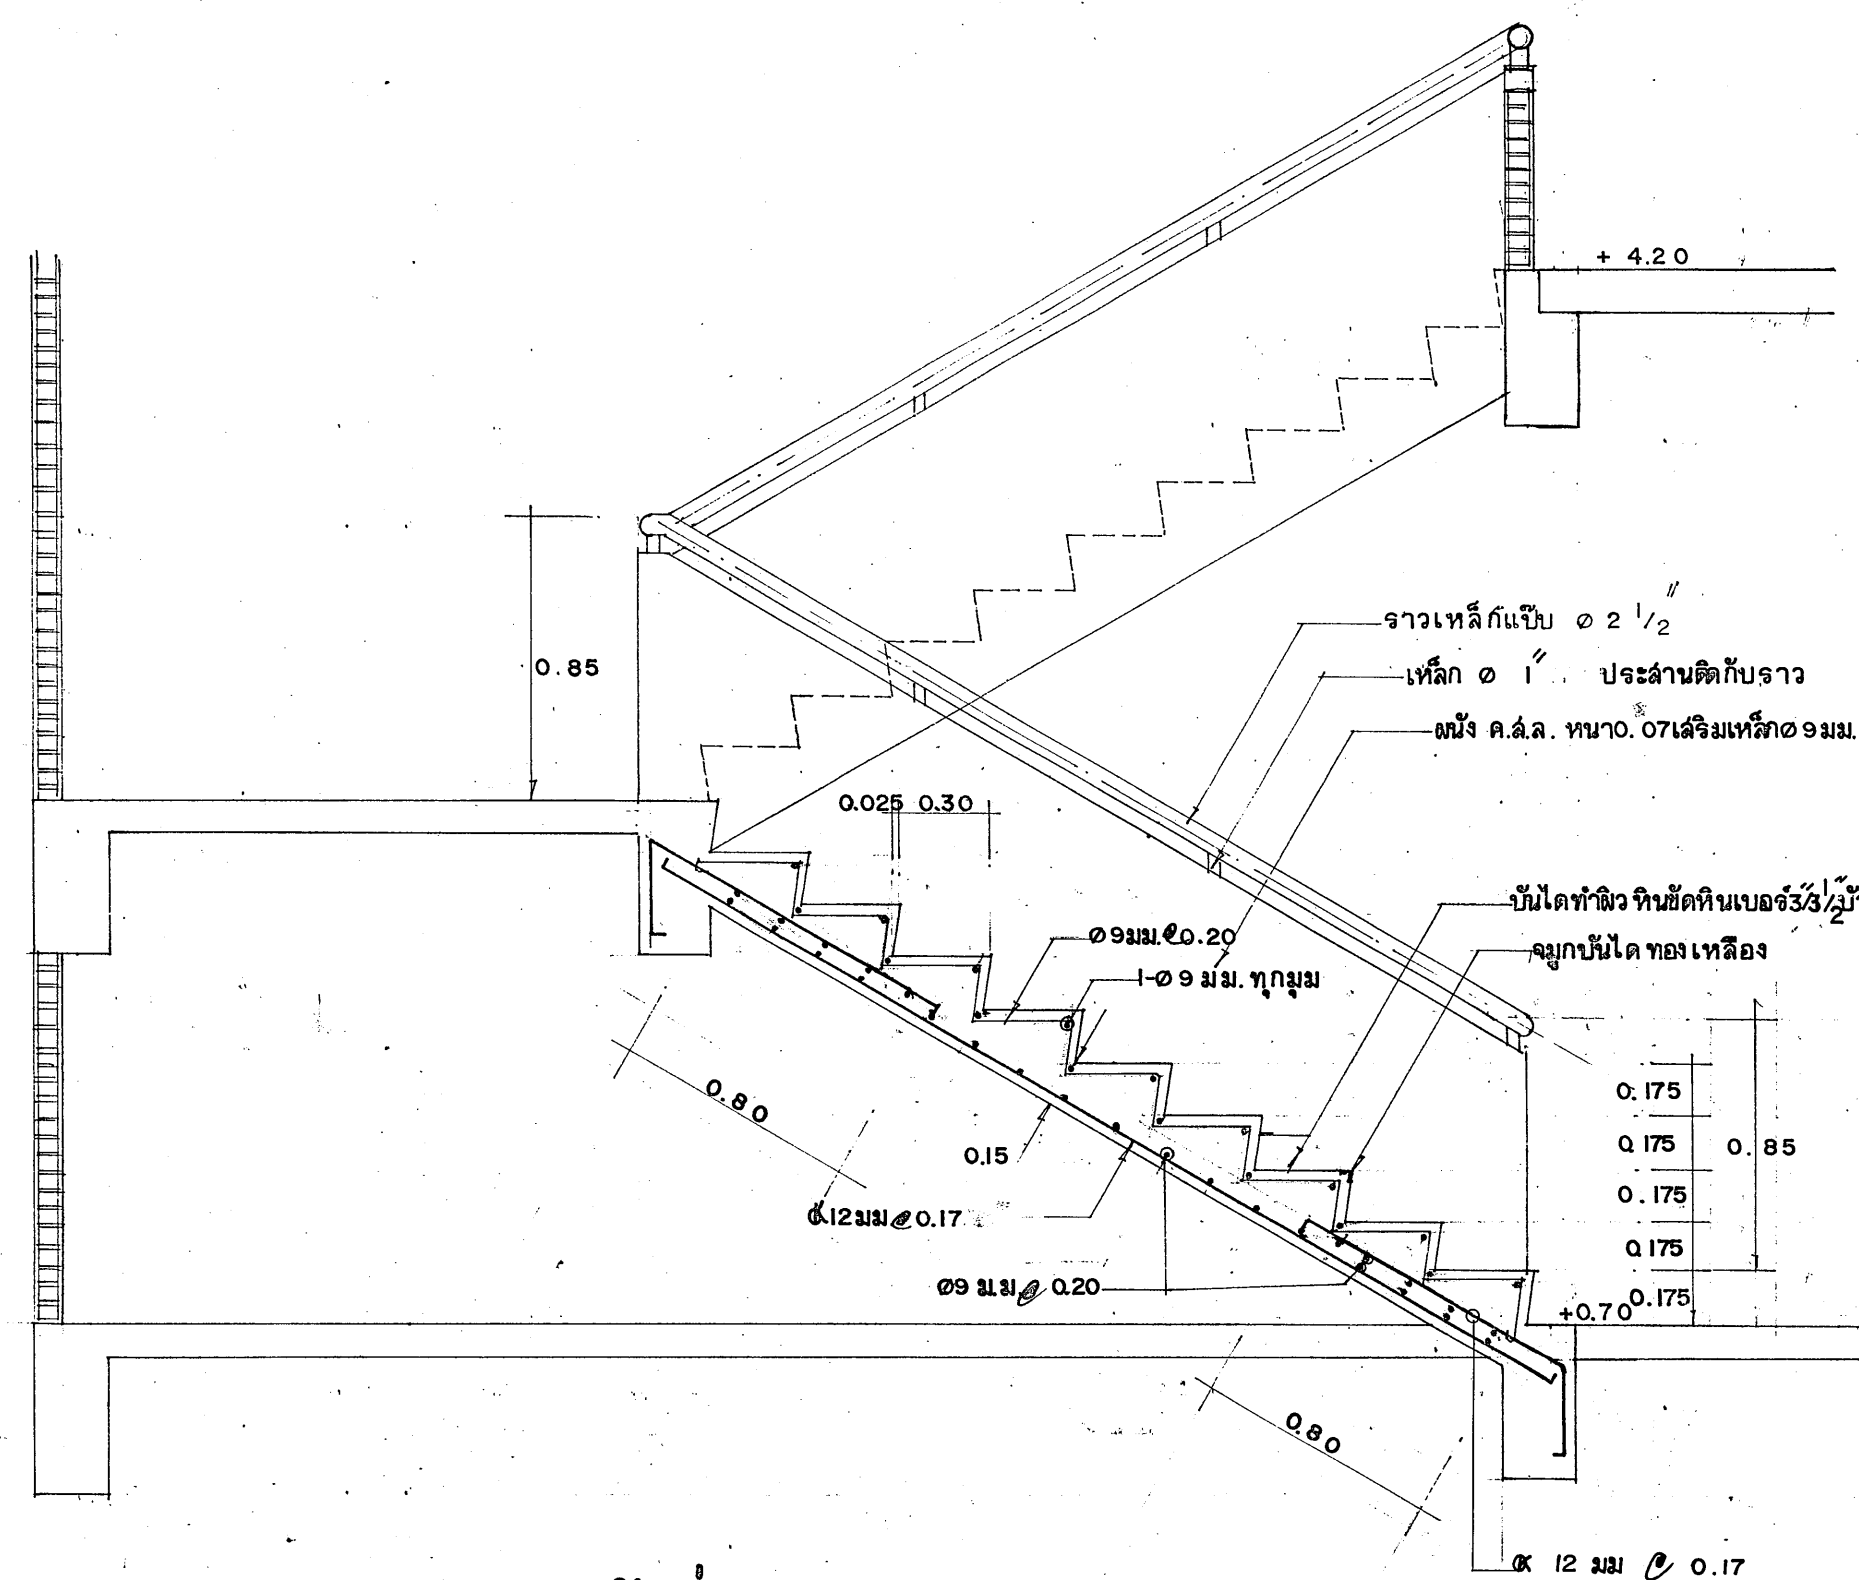 + 4.20
ราวเหล็กแป๊บ ø 2 1/2"
เหล็ก ø 1" ประสานติดกับราว
0.85
ผนัง ค.ส.ล. หนา0.07เสริมเหล็กø9มม.
0.025 0.30
บันไดทำผิวหินขัดหินเบอร์3"3 1/2"
จมูกบันไดทองเหลือง
ø9มม.@0.20
1-ø9 มม. ทุกมุม
0.80
0.175
0.175
0.85
0.15
0.175
12มม@0.17
0.175
ø9 ม.ม.@ 0.20
0.175
+0.70
0.80
12 มม @ 0.17